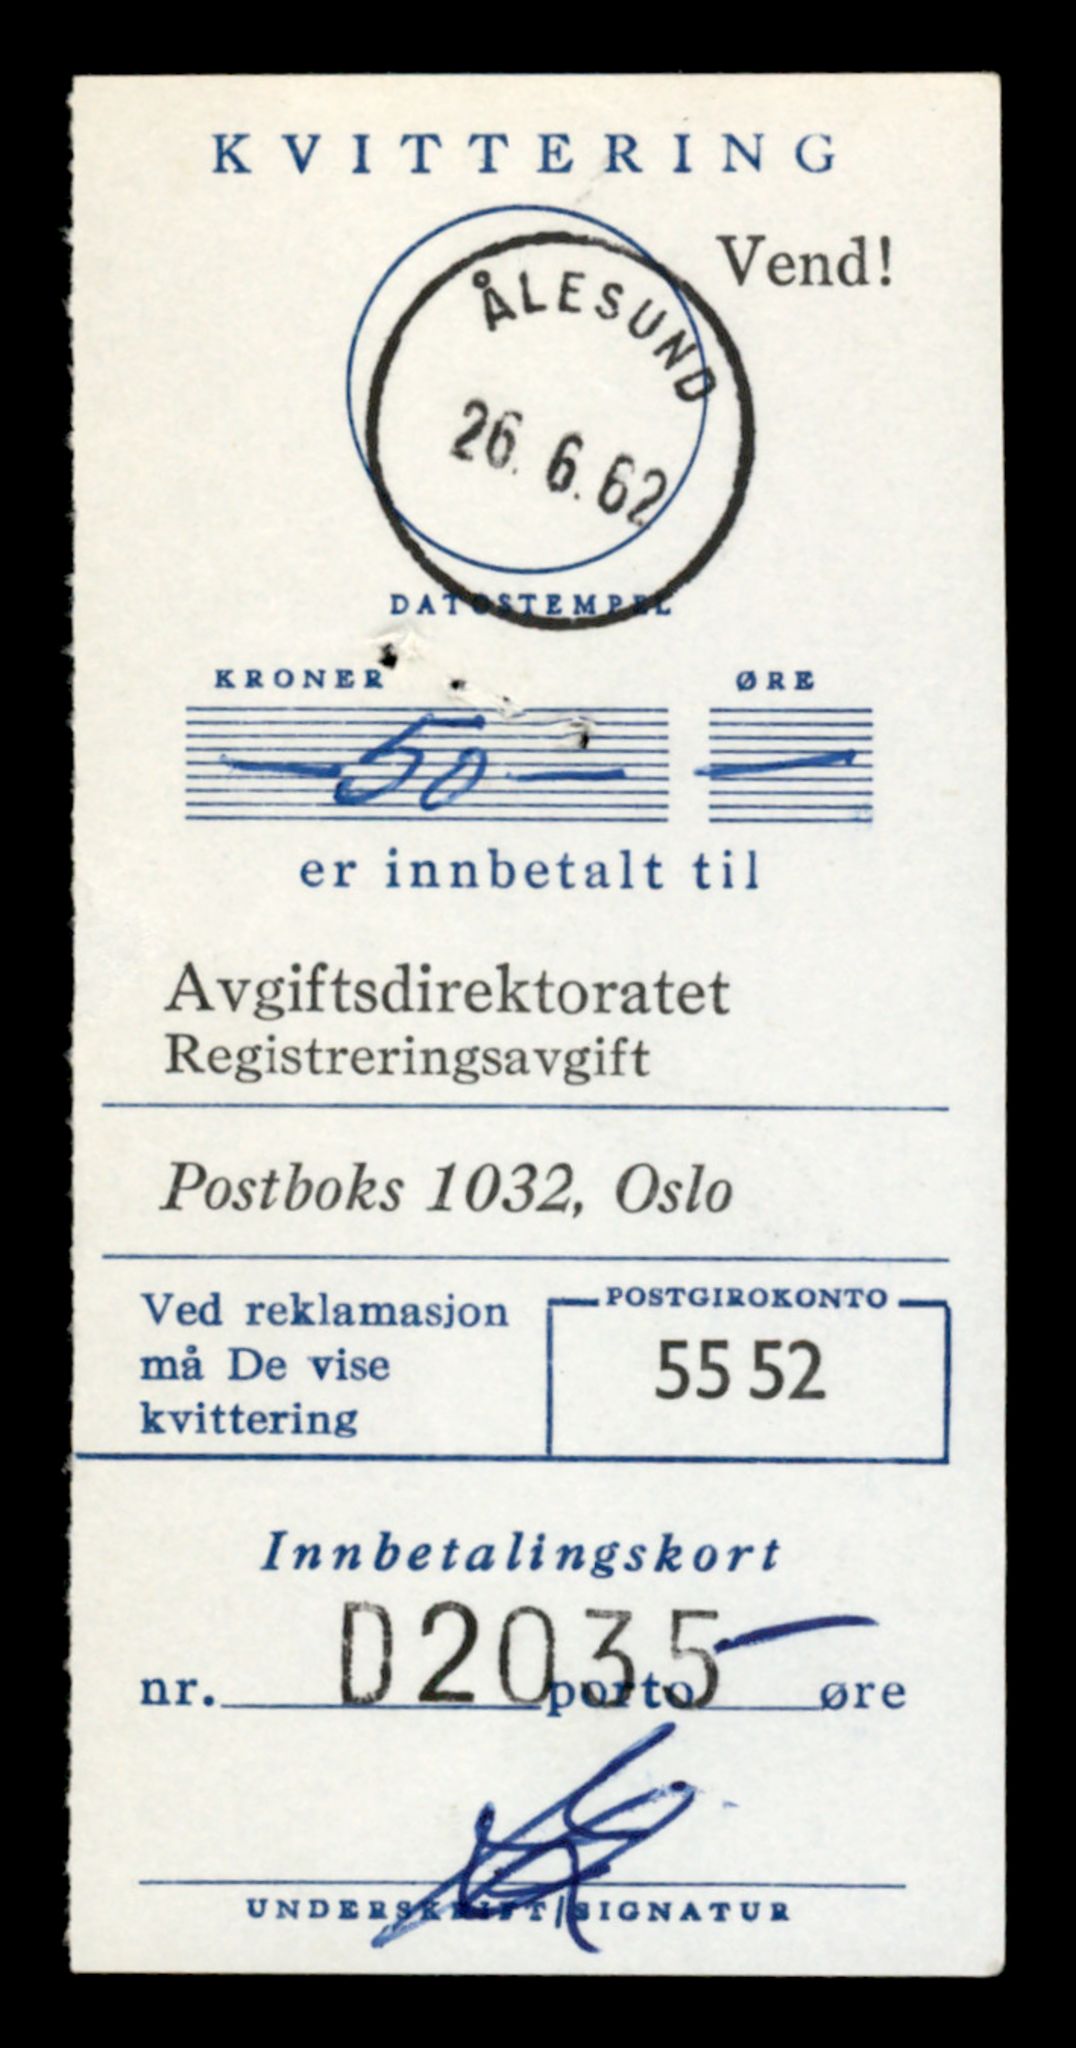 KVITTERING
Vend!
ÅLESUND
26. 6. 62
DATOSTEMPEL
KRONER ØRE
— 50 — —
er innbetalt til
Avgiftsdirektoratet
Registreringsavgift
Postboks 1032, Oslo
Ved reklamasjon
må De vise
kvittering
POSTGIROKONTO
55 52
Innbetalingskort
D2035
nr. porto øre
UNDERSKRIFT/SIGNATUR